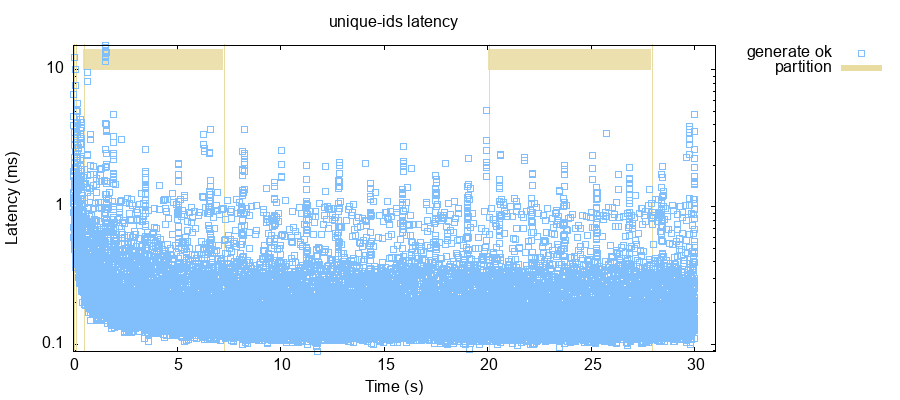 unique-ids latency
generate ok
partition
10
1
0.1
Latency (ms)
0
5
10
15
20
25
30
Time (s)